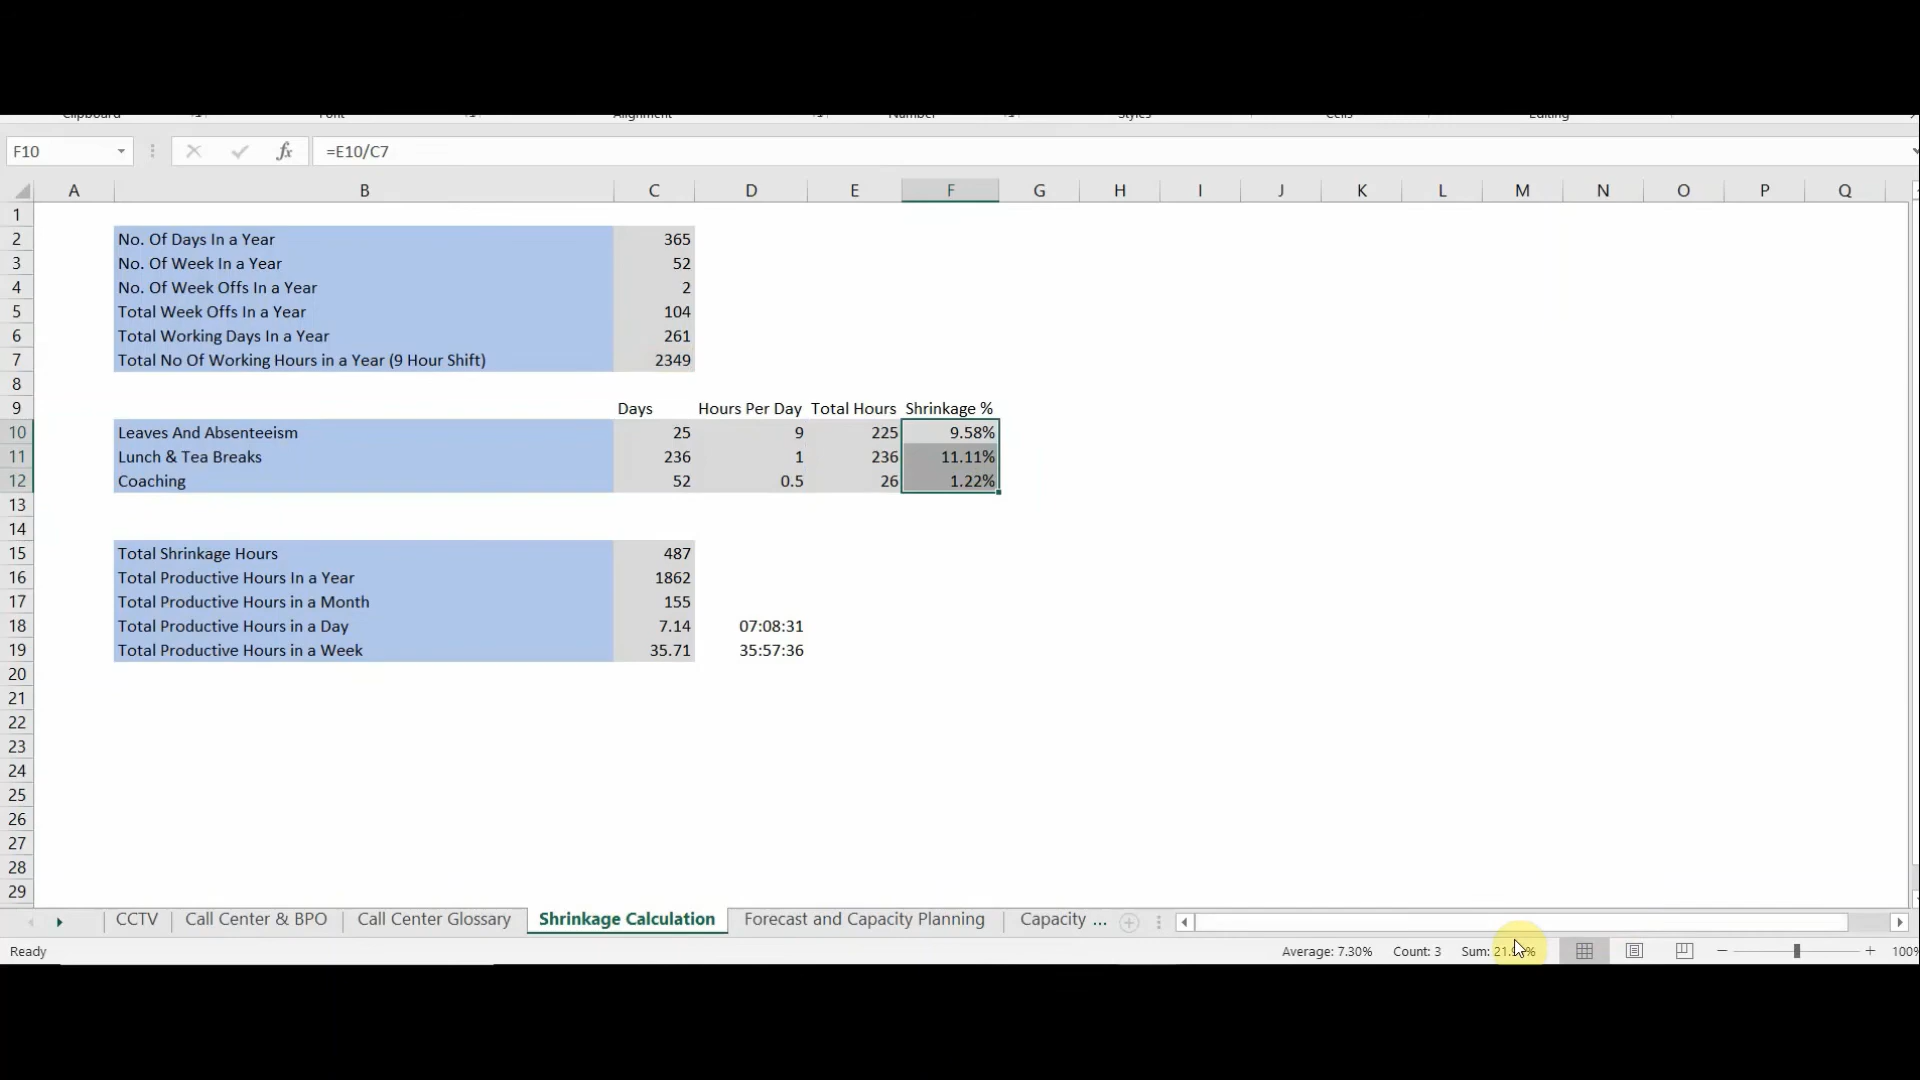 Clipboard Font Alignment Number Styles Cells Editing
F10 fx =E10/C7
A B C D E F G H I J K L M N O P Q
1
2 No. Of Days In a Year 365
3 No. Of Week In a Year 52
4 No. Of Week Offs In a Year 2
5 Total Week Offs In a Year 104
6 Total Working Days In a Year 261
7 Total No Of Working Hours in a Year (9 Hour Shift) 2349
8
9 Days Hours Per Day Total Hours Shrinkage %
10 Leaves And Absenteeism 25 9 225 9.58%
11 Lunch & Tea Breaks 236 1 236 11.11%
12 Coaching 52 0.5 26 1.22%
13
14
15 Total Shrinkage Hours 487
16 Total Productive Hours In a Year 1862
17 Total Productive Hours in a Month 155
18 Total Productive Hours in a Day 7.14 07:08:31
19 Total Productive Hours in a Week 35.71 35:57:36
20
21
22
23
24
25
26
27
28
29
CCTV Call Center & BPO Call Center Glossary Shrinkage Calculation Forecast and Capacity Planning Capacity ...
Ready Average: 7.30% Count: 3 Sum: 100%